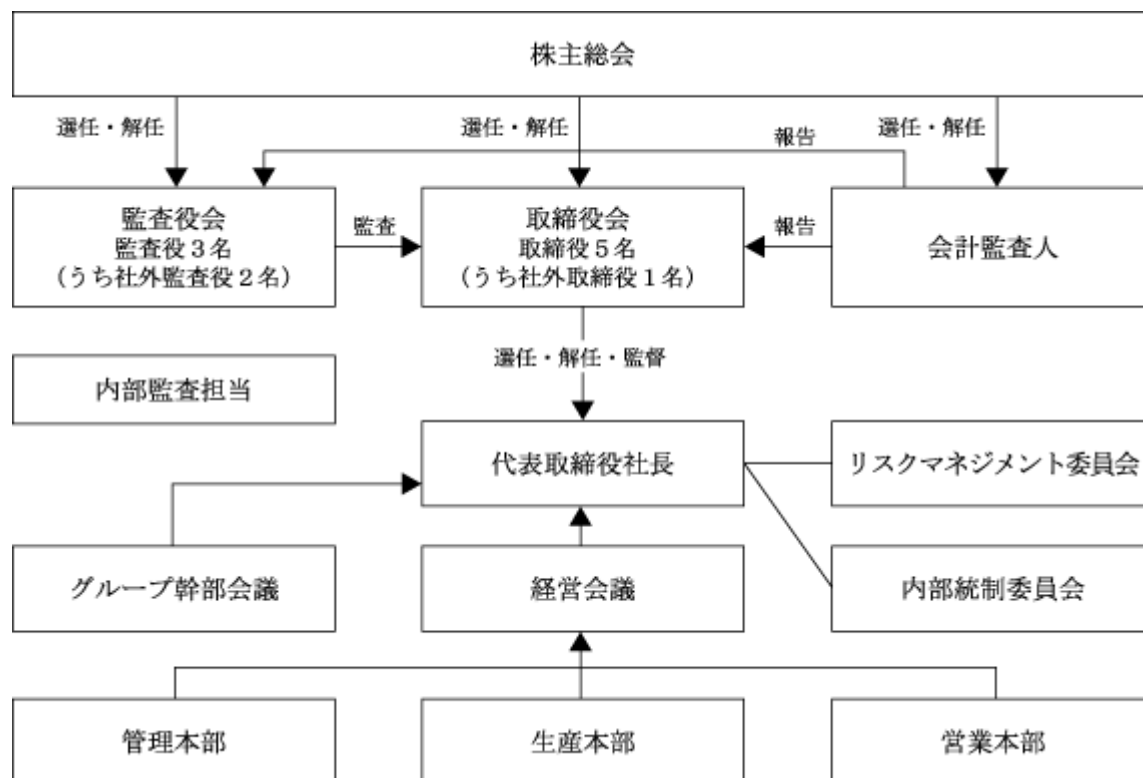 株主総会
選任・解任
選任・解任
選任・解任
報告
監査役会
監査役３名
（うち社外監査役２名）
監査
取締役会
取締役５名
（うち社外取締役１名）
報告
会計監査人
選任・解任・監督
内部監査担当
代表取締役社長
リスクマネジメント委員会
グループ幹部会議
経営会議
内部統制委員会
管理本部
生産本部
営業本部